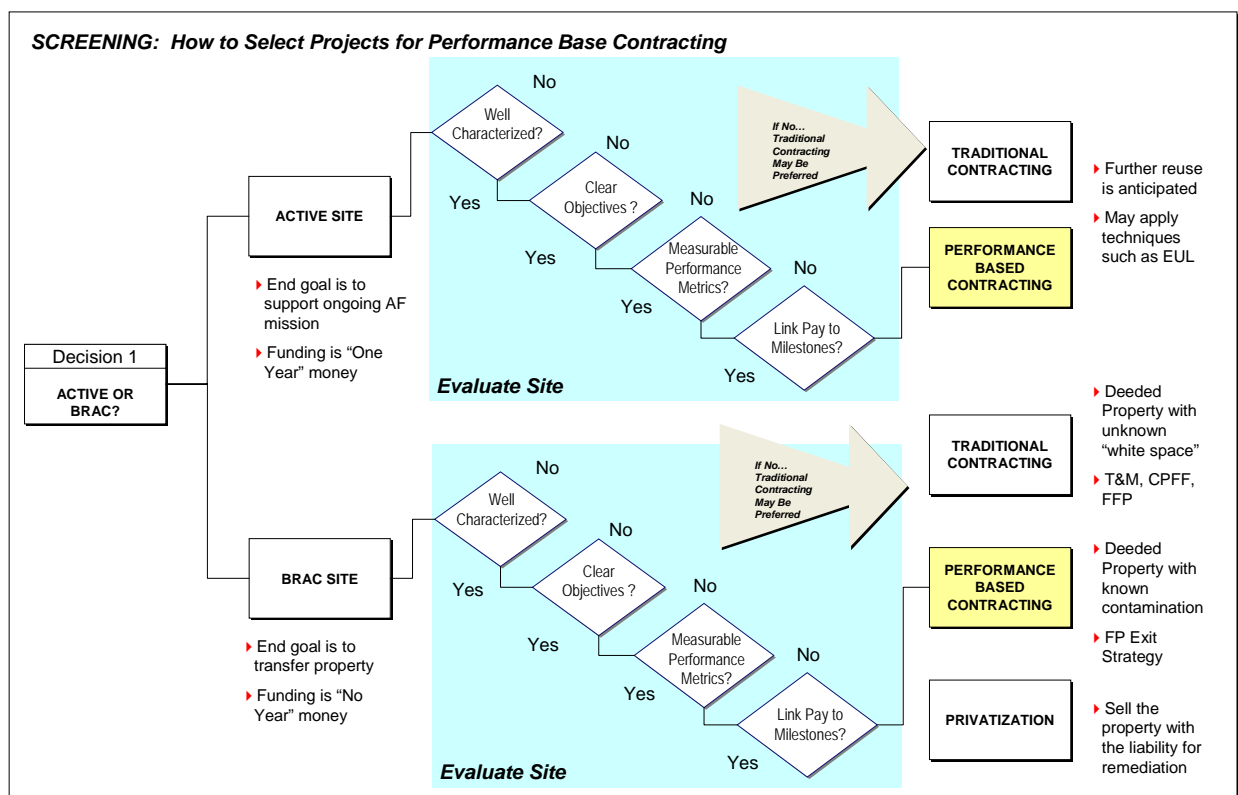 SCREENING: How to Select Projects for Performance Base Contracting
Decision 1
ACTIVE OR
BRAC?
ACTIVE SITE
End goal is to
support ongoing AF
mission
Funding is “One
Year” money
Well
Characterized?
No
Yes
Clear
Objectives ?
No
Yes
Measurable
Performance
Metrics?
No
Yes
Link Pay to
Milestones?
No
Yes
Evaluate Site
If No…
Traditional
Contracting
May Be
Preferred
TRADITIONAL
CONTRACTING
PERFORMANCE
BASED
CONTRACTING
Further reuse
is anticipated
May apply
techniques
such as EUL
BRAC SITE
End goal is to
transfer property
Funding is “No
Year” money
Well
Characterized?
No
Yes
Clear
Objectives ?
No
Yes
Measurable
Performance
Metrics?
No
Yes
Link Pay to
Milestones?
No
Yes
Evaluate Site
If No…
Traditional
Contracting
May Be
Preferred
TRADITIONAL
CONTRACTING
Deeded
Property with
unknown
“white space”
T&M, CPFF,
FFP
PERFORMANCE
BASED
CONTRACTING
Deeded
Property with
known
contamination
FP Exit
Strategy
PRIVATIZATION
Sell the
property with
the liability for
remediation